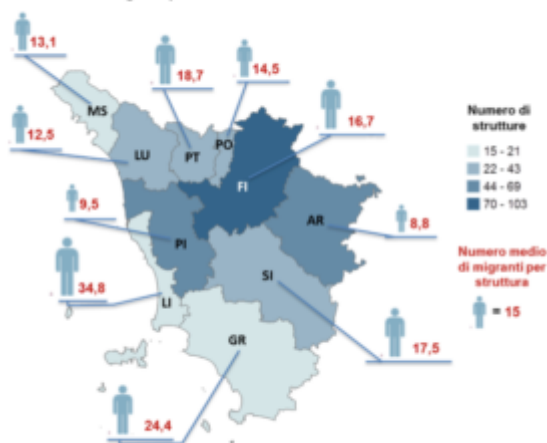 13,1
18,7
14,5
16,7
12,5
MS
LU
PT
PO
FI
9,5
PI
AR
8,8
34,8
LI
SI
17,5
GR
24,4
Numero di
strutture
15 - 21
22 - 43
44 - 69
70 - 103
Numero medio
di migranti per
struttura
= 15